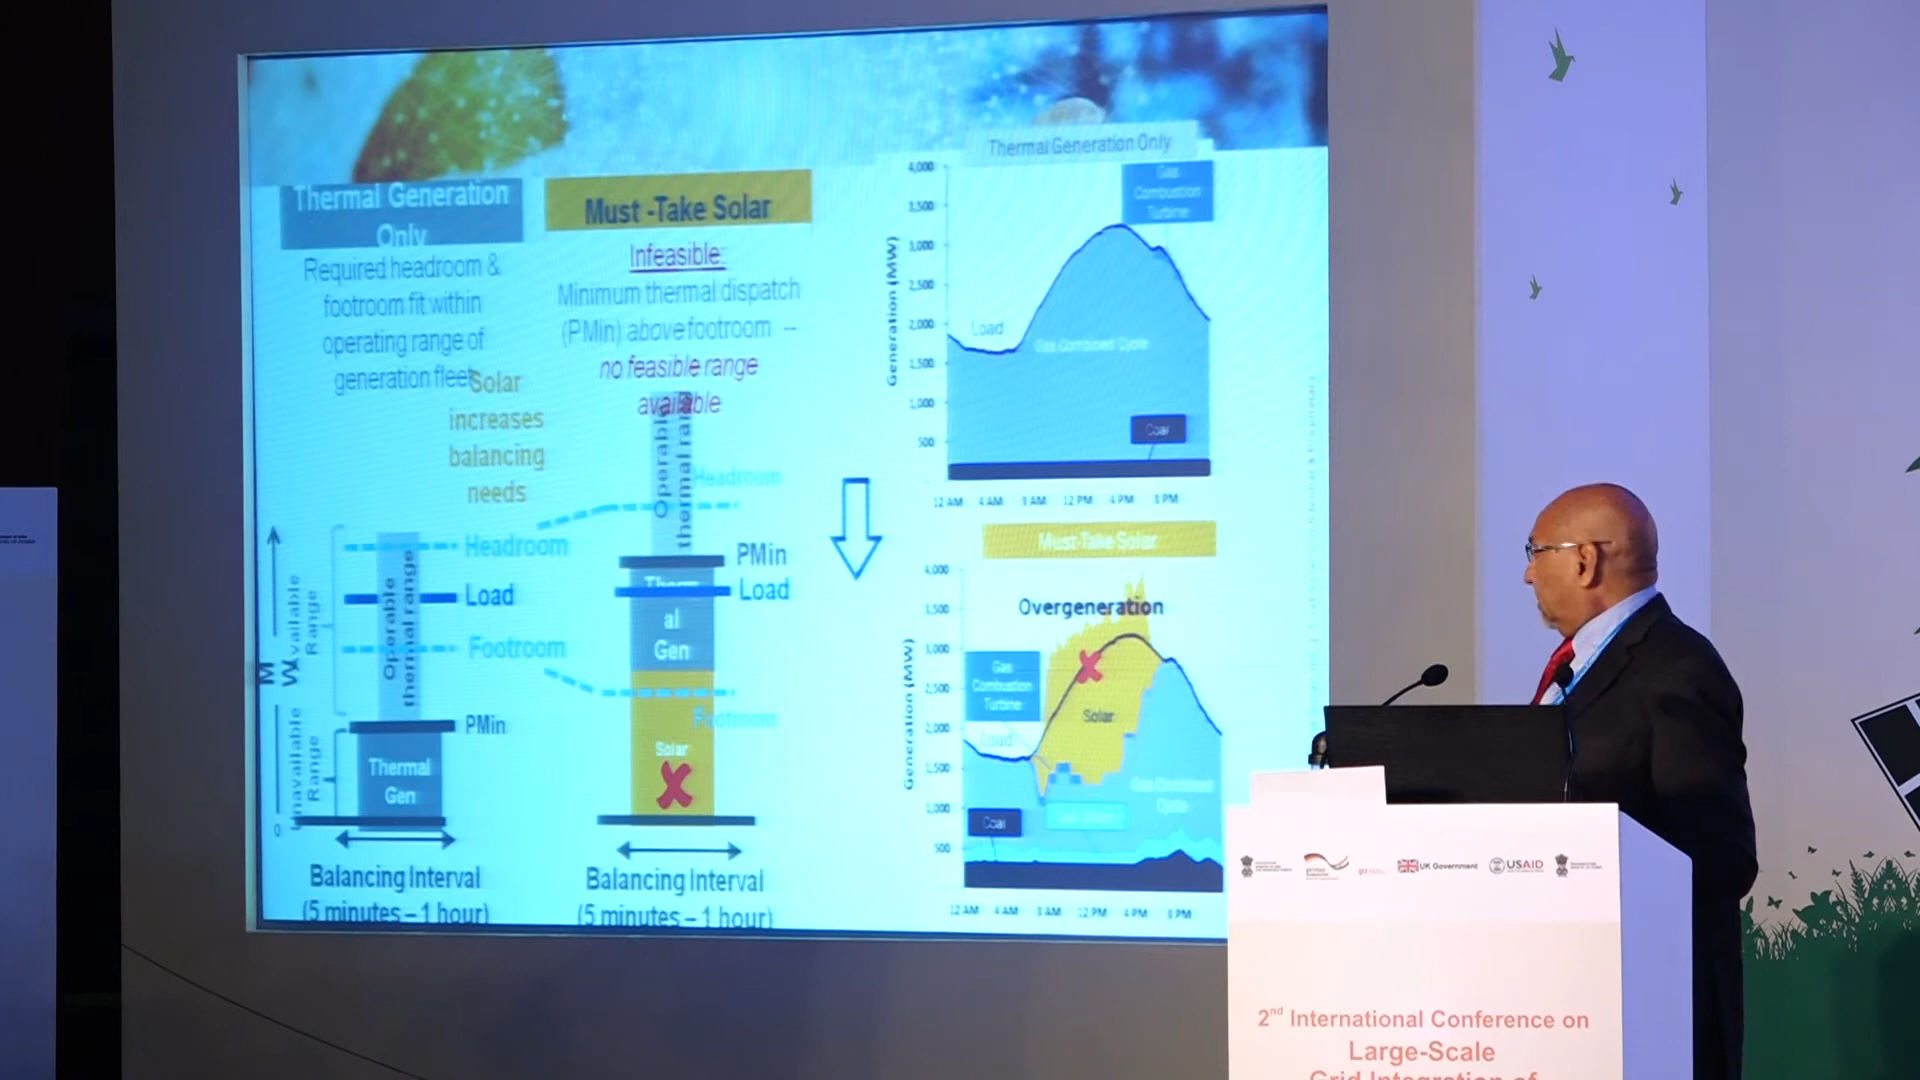 Thermal Generation
Only
Required headroom &
footroom fit within
operating range of
generation fleet
Solar
increases
balancing
needs
Must -Take Solar
Infeasible:
Minimum thermal dispatch
(PMin) above footroom --
no feasible range
available
Headroom
Load
Footroom
PMin
Operable
thermal range
Thermal
Gen
MW
Available
Range
Unavailable
Range
0
Balancing Interval
(5 minutes – 1 hour)
Operable
thermal ra
Headroom
PMin
Load
Therm
al
Gen
Footroom
Solar
Balancing Interval
(5 minutes – 1 hour)
Thermal Generation Only
Generation (MW)
4,000
3,500
3,000
2,500
2,000
1,500
1,000
500
Gas
Combustion
Turbine
Load
Gas Combined Cycle
Coal
12 AM 4 AM 8 AM 12 PM 4 PM 8 PM
Must-Take Solar
Generation (MW)
4,000
3,500
3,000
2,500
2,000
1,500
1,000
500
Overgeneration
Gas
Combustion
Turbine
Load
Solar
Gas Combined
Cycle
Coal
12 AM 4 AM 8 AM 12 PM 4 PM 8 PM
UK Government
USAID
2nd International Conference on
Large-Scale
Grid Integration of